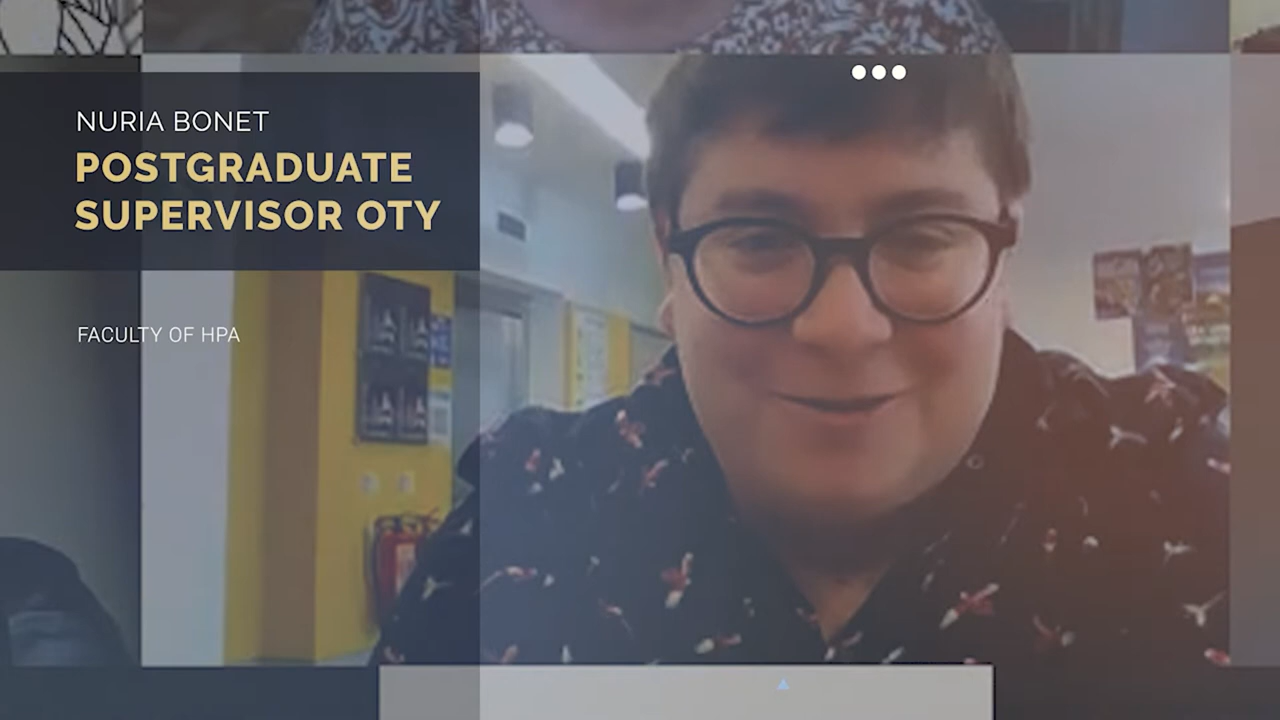 NURIA BONET
POSTGRADUATE
SUPERVISOR OTY
FACULTY OF HPA